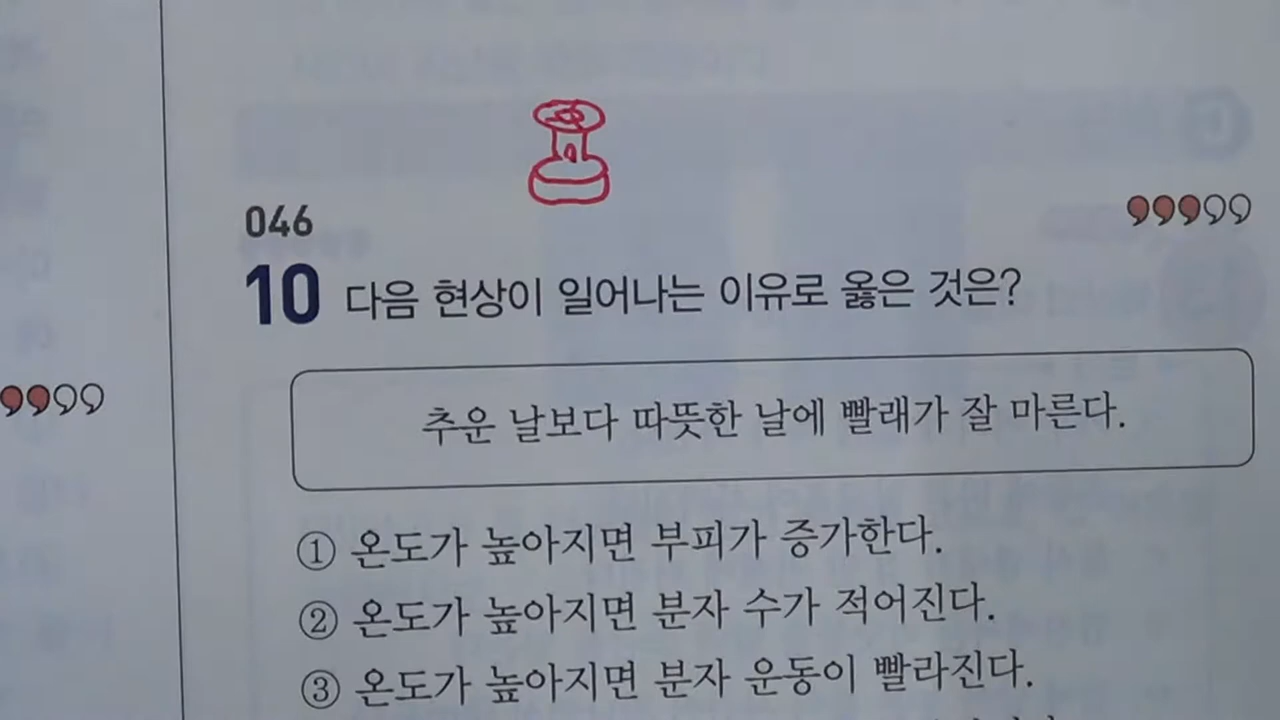 046
10 다음 현상이 일어나는 이유로 옳은 것은?
추운 날보다 따뜻한 날에 빨래가 잘 마른다.
① 온도가 높아지면 부피가 증가한다.
② 온도가 높아지면 분자 수가 적어진다.
③ 온도가 높아지면 분자 운동이 빨라진다.